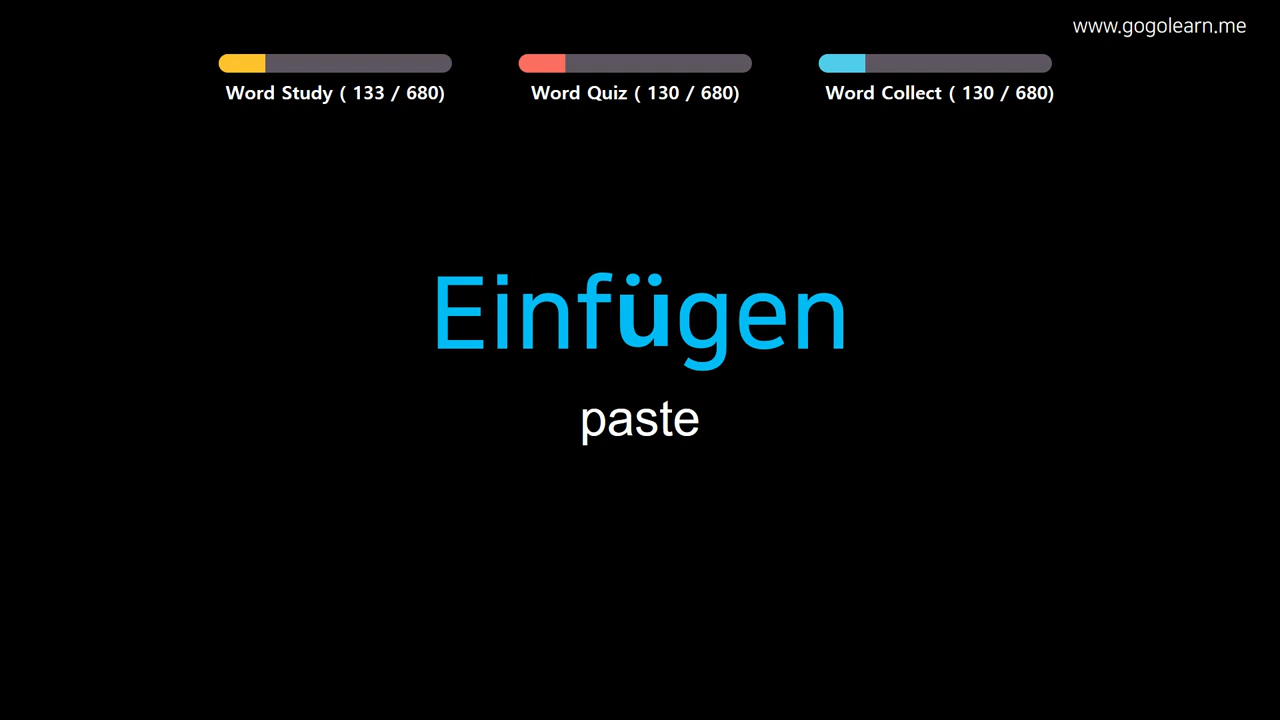 www.gogolearn.me
Word Study ( 133 / 680)
Word Quiz ( 130 / 680)
Word Collect ( 130 / 680)
Einfügen
paste